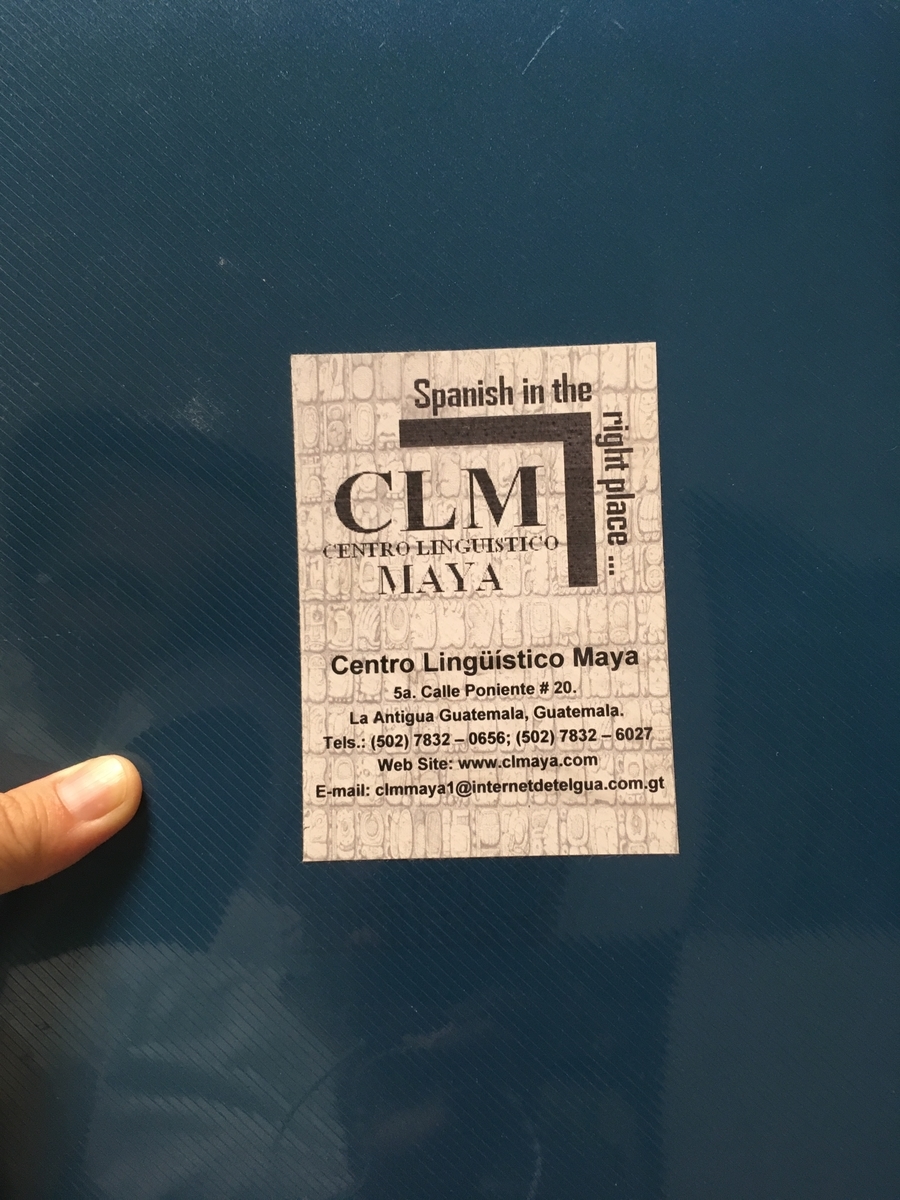 Spanish in the
right place ...
CLM
CENTRO LINGUISTICO
MAYA
Centro Lingüístico Maya
5a. Calle Poniente # 20.
La Antigua Guatemala, Guatemala.
Tels.: (502) 7832 – 0656; (502) 7832 – 6027
Web Site: www.clmaya.com
E-mail: clmmaya1@internetdetelgua.com.gt